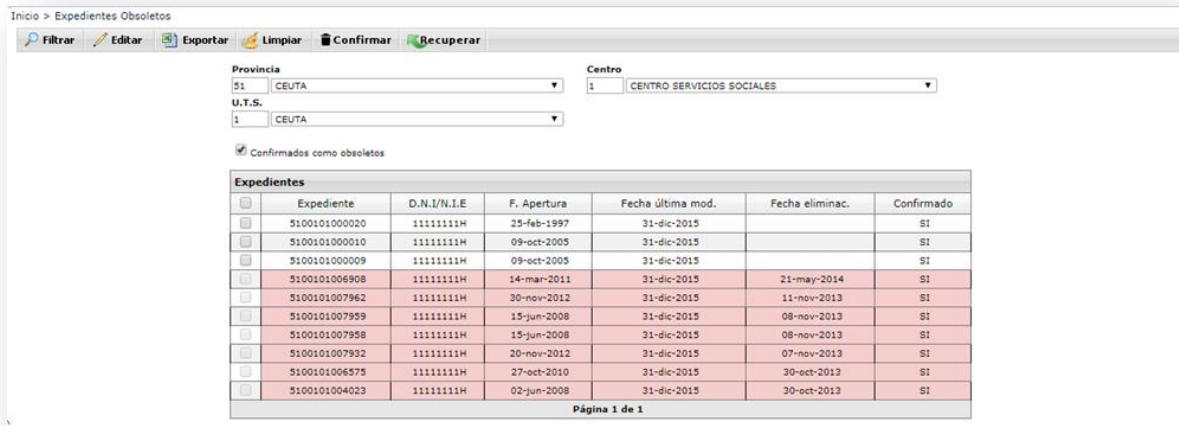 Inicio > Expedientes Obsoletos
Filtrar Editar Exportar Limpiar Confirmar Recuperar
Provincia Centro
51 CEUTA 1 CENTRO SERVICIOS SOCIALES
U.T.S.
1 CEUTA
Confirmados como obsoletos
Expedientes
Expediente D.N.I/N.I.E F. Apertura Fecha última mod. Fecha eliminac. Confirmado
5100101000020 11111111H 25-feb-1997 31-dic-2015 SI
5100101000010 11111111H 09-oct-2005 31-dic-2015 SI
5100101000009 11111111H 09-oct-2005 31-dic-2015 SI
5100101006908 11111111H 14-mar-2011 31-dic-2015 21-may-2014 SI
5100101007962 11111111H 30-nov-2012 31-dic-2015 11-nov-2013 SI
5100101007959 11111111H 15-jun-2008 31-dic-2015 08-nov-2013 SI
5100101007958 11111111H 15-jun-2008 31-dic-2015 08-nov-2013 SI
5100101007932 11111111H 20-nov-2012 31-dic-2015 07-nov-2013 SI
5100101006575 11111111H 27-oct-2010 31-dic-2015 30-oct-2013 SI
5100101004023 11111111H 02-jun-2008 31-dic-2015 30-oct-2013 SI
Página 1 de 1